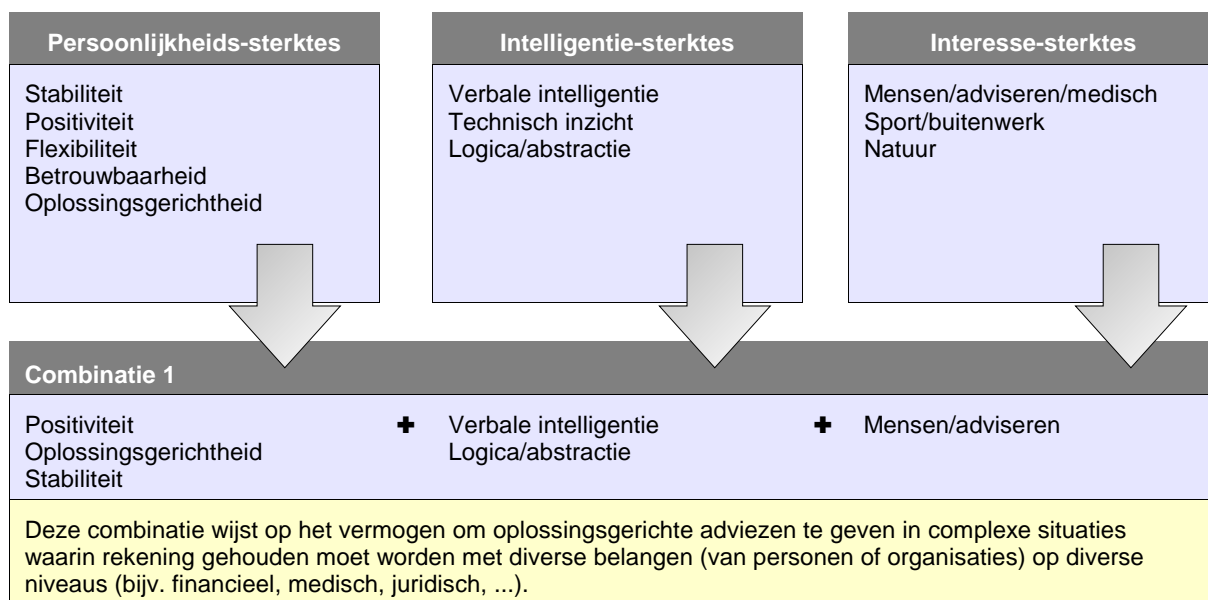 Persoonlijkheids-sterktes
Stabiliteit
Positiviteit
Flexibiliteit
Betrouwbaarheid
Oplossingsgerichtheid
Intelligentie-sterktes
Verbale intelligentie
Technisch inzicht
Logica/abstractie
Interesse-sterktes
Mensen/adviseren/medisch
Sport/buitenwerk
Natuur
Combinatie 1
Positiviteit
Oplossingsgerichtheid
Stabiliteit
+
Verbale intelligentie
Logica/abstractie
+
Mensen/adviseren
Deze combinatie wijst op het vermogen om oplossingsgerichte adviezen te geven in complexe situaties
waarin rekening gehouden moet worden met diverse belangen (van personen of organisaties) op diverse
niveaus (bijv. financieel, medisch, juridisch, ...).